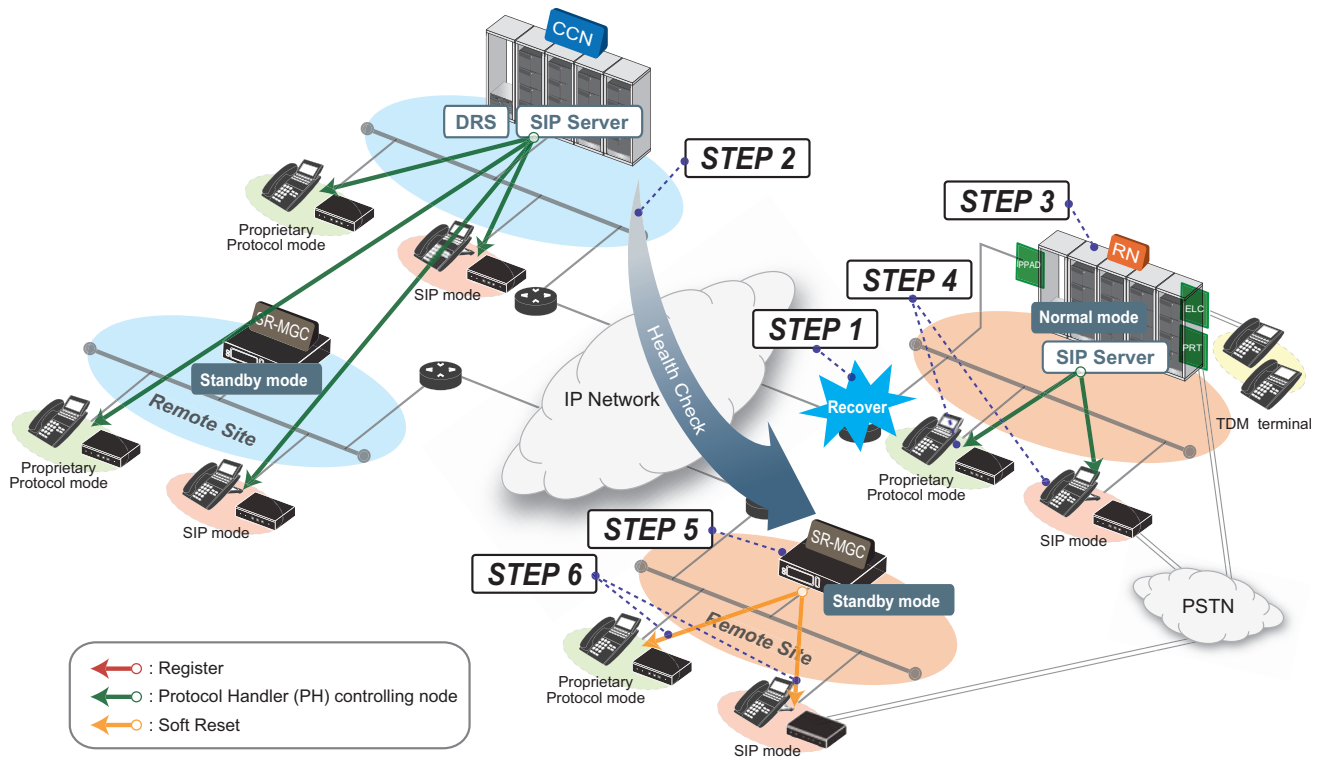 CCN
DRS
SIP Server
STEP 2
Proprietary
Protocol mode
SIP mode
STEP 3
RN
IPPAD
STEP 4
ELC
Normal mode
PRT
SIP Server
TDM terminal
STEP 1
Recover
Health Check
IP Network
SR-MGC
Standby mode
Remote Site
Proprietary
Protocol mode
SIP mode
Proprietary
Protocol mode
SIP mode
STEP 5
SR-MGC
STEP 6
Standby mode
Remote Site
PSTN
Proprietary
Protocol mode
SIP mode
: Register
: Protocol Handler (PH) controlling node
: Soft Reset